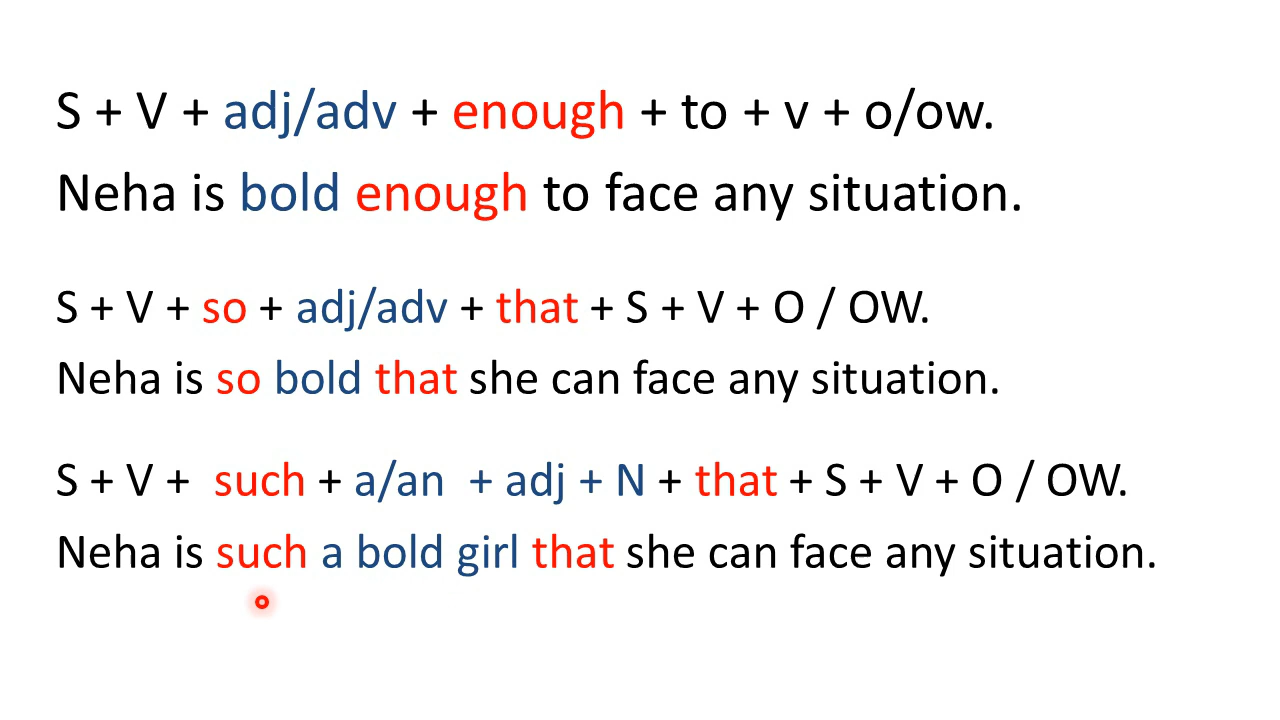 S + V + adj/adv + enough + to + v + o/ow.
Neha is bold enough to face any situation.
S + V + so + adj/adv + that + S + V + O / OW.
Neha is so bold that she can face any situation.
S + V + such + a/an + adj + N + that + S + V + O / OW.
Neha is such a bold girl that she can face any situation.